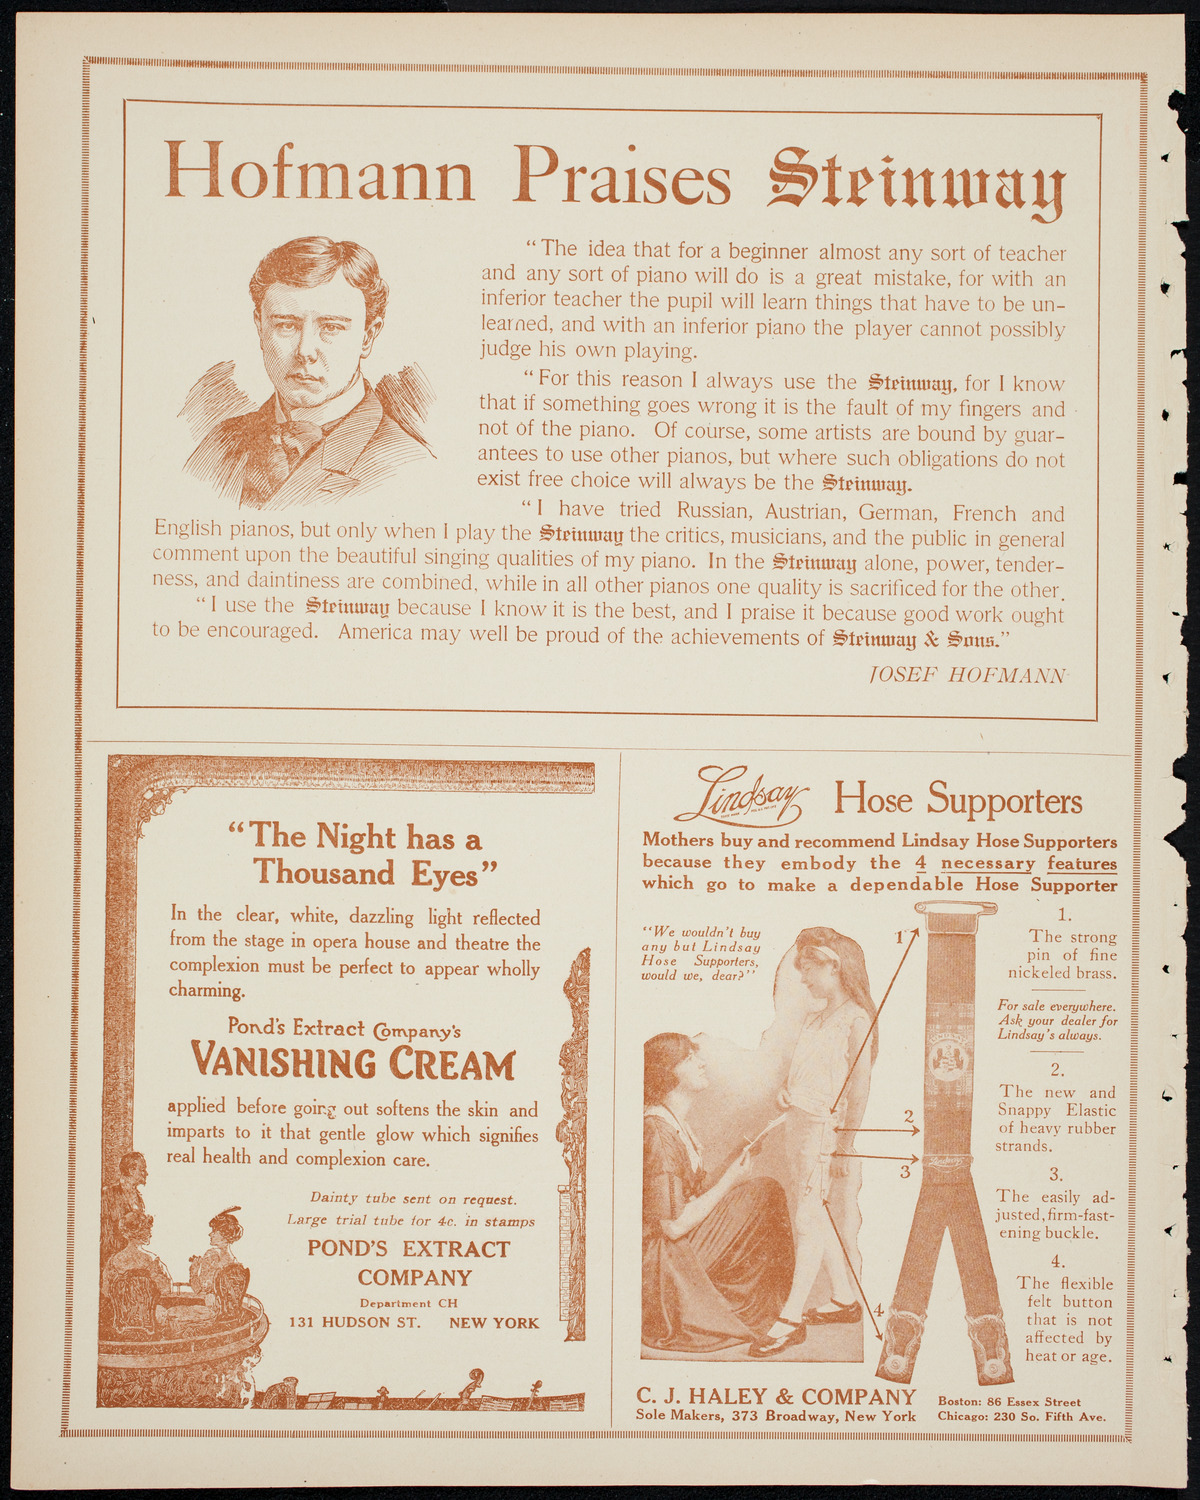 Hofmann Praises Steinway
“The idea that for a beginner almost any sort of teacher
and any sort of piano will do is a great mistake, for with an
inferior teacher the pupil will learn things that have to be un-
learned, and with an inferior piano the player cannot possibly
judge his own playing.
“For this reason I always use the Steinway, for I know
that if something goes wrong it is the fault of my fingers and
not of the piano. Of course, some artists are bound by guar-
antees to use other pianos, but where such obligations do not
exist free choice will always be the Steinway.
“I have tried Russian, Austrian, German, French and
English pianos, but only when I play the Steinway the critics, musicians, and the public in general
comment upon the beautiful singing qualities of my piano. In the Steinway alone, power, tender-
ness, and daintiness are combined, while in all other pianos one quality is sacrificed for the other.
“I use the Steinway because I know it is the best, and I praise it because good work ought
to be encouraged. America may well be proud of the achievements of Steinway & Sons.”
JOSEF HOFMANN
“The Night has a
Thousand Eyes”
In the clear, white, dazzling light reflected
from the stage in opera house and theatre the
complexion must be perfect to appear wholly
charming.
Pond's Extract Company's
VANISHING CREAM
applied before going out softens the skin and
imparts to it that gentle glow which signifies
real health and complexion care.
Dainty tube sent on request.
Large trial tube for 4c. in stamps
POND'S EXTRACT
COMPANY
Department CH
131 HUDSON ST. NEW YORK
Lindsay Hose Supporters
Mothers buy and recommend Lindsay Hose Supporters
because they embody the 4 necessary features
which go to make a dependable Hose Supporter
“We wouldn't buy
any but Lindsay
Hose Supporters,
would we, dear?”
1
2
3
4
Lindsay
1.
The strong
pin of fine
nickeled brass.
For sale everywhere.
Ask your dealer for
Lindsay's always.
2.
The new and
Snappy Elastic
of heavy rubber
strands.
3.
The easily ad-
justed, firm-fast-
ening buckle.
4.
The flexible
felt button
that is not
affected by
heat or age.
C. J. HALEY & COMPANY
Sole Makers, 373 Broadway, New York
Boston: 86 Essex Street
Chicago: 230 So. Fifth Ave.